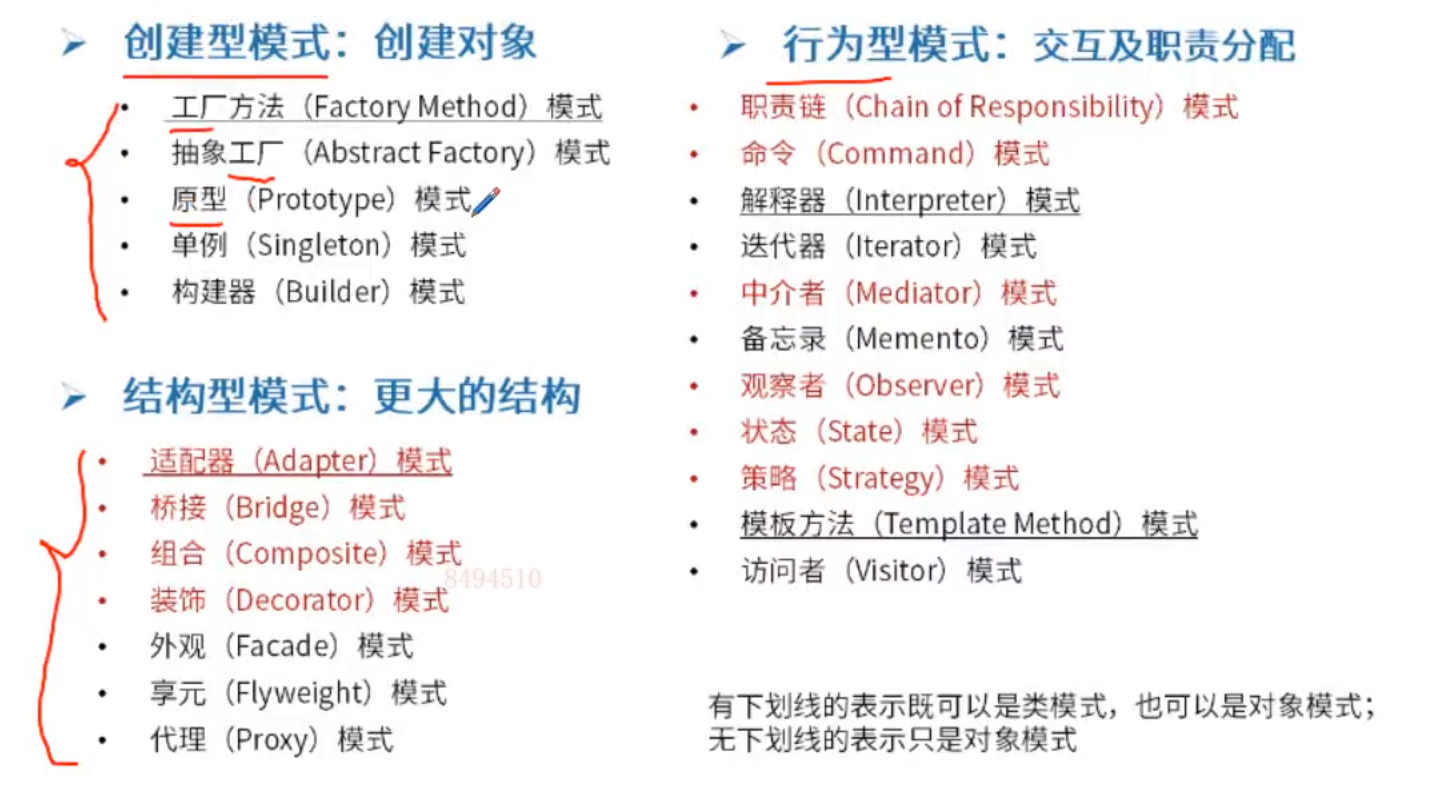 创建型模式：创建对象
工厂方法（Factory Method）模式
抽象工厂（Abstract Factory）模式
原型（Prototype）模式
单例（Singleton）模式
构建器（Builder）模式
结构型模式：更大的结构
适配器（Adapter）模式
桥接（Bridge）模式
组合（Composite）模式
装饰（Decorator）模式
外观（Facade）模式
享元（Flyweight）模式
代理（Proxy）模式
8494510
行为型模式：交互及职责分配
职责链（Chain of Responsibility）模式
命令（Command）模式
解释器（Interpreter）模式
迭代器（Iterator）模式
中介者（Mediator）模式
备忘录（Memento）模式
观察者（Observer）模式
状态（State）模式
策略（Strategy）模式
模板方法（Template Method）模式
访问者（Visitor）模式
有下划线的表示既可以是类模式，也可以是对象模式；
无下划线的表示只是对象模式